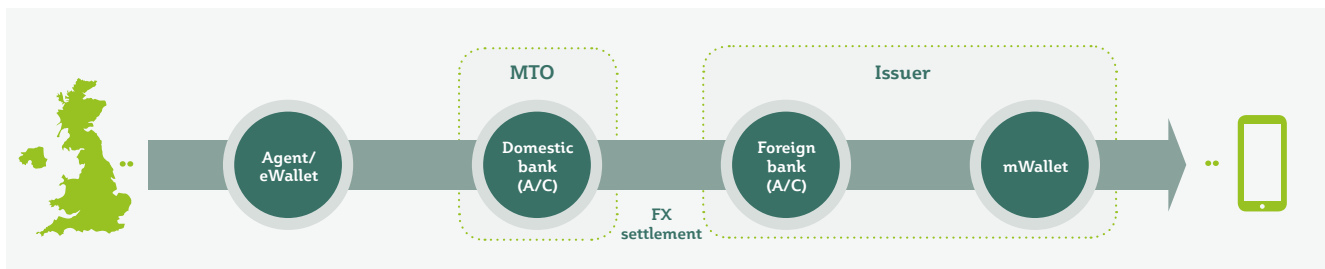 MTO
Issuer
Agent/
eWallet
Domestic
bank
(A/C)
Foreign
bank
(A/C)
mWallet
FX
settlement